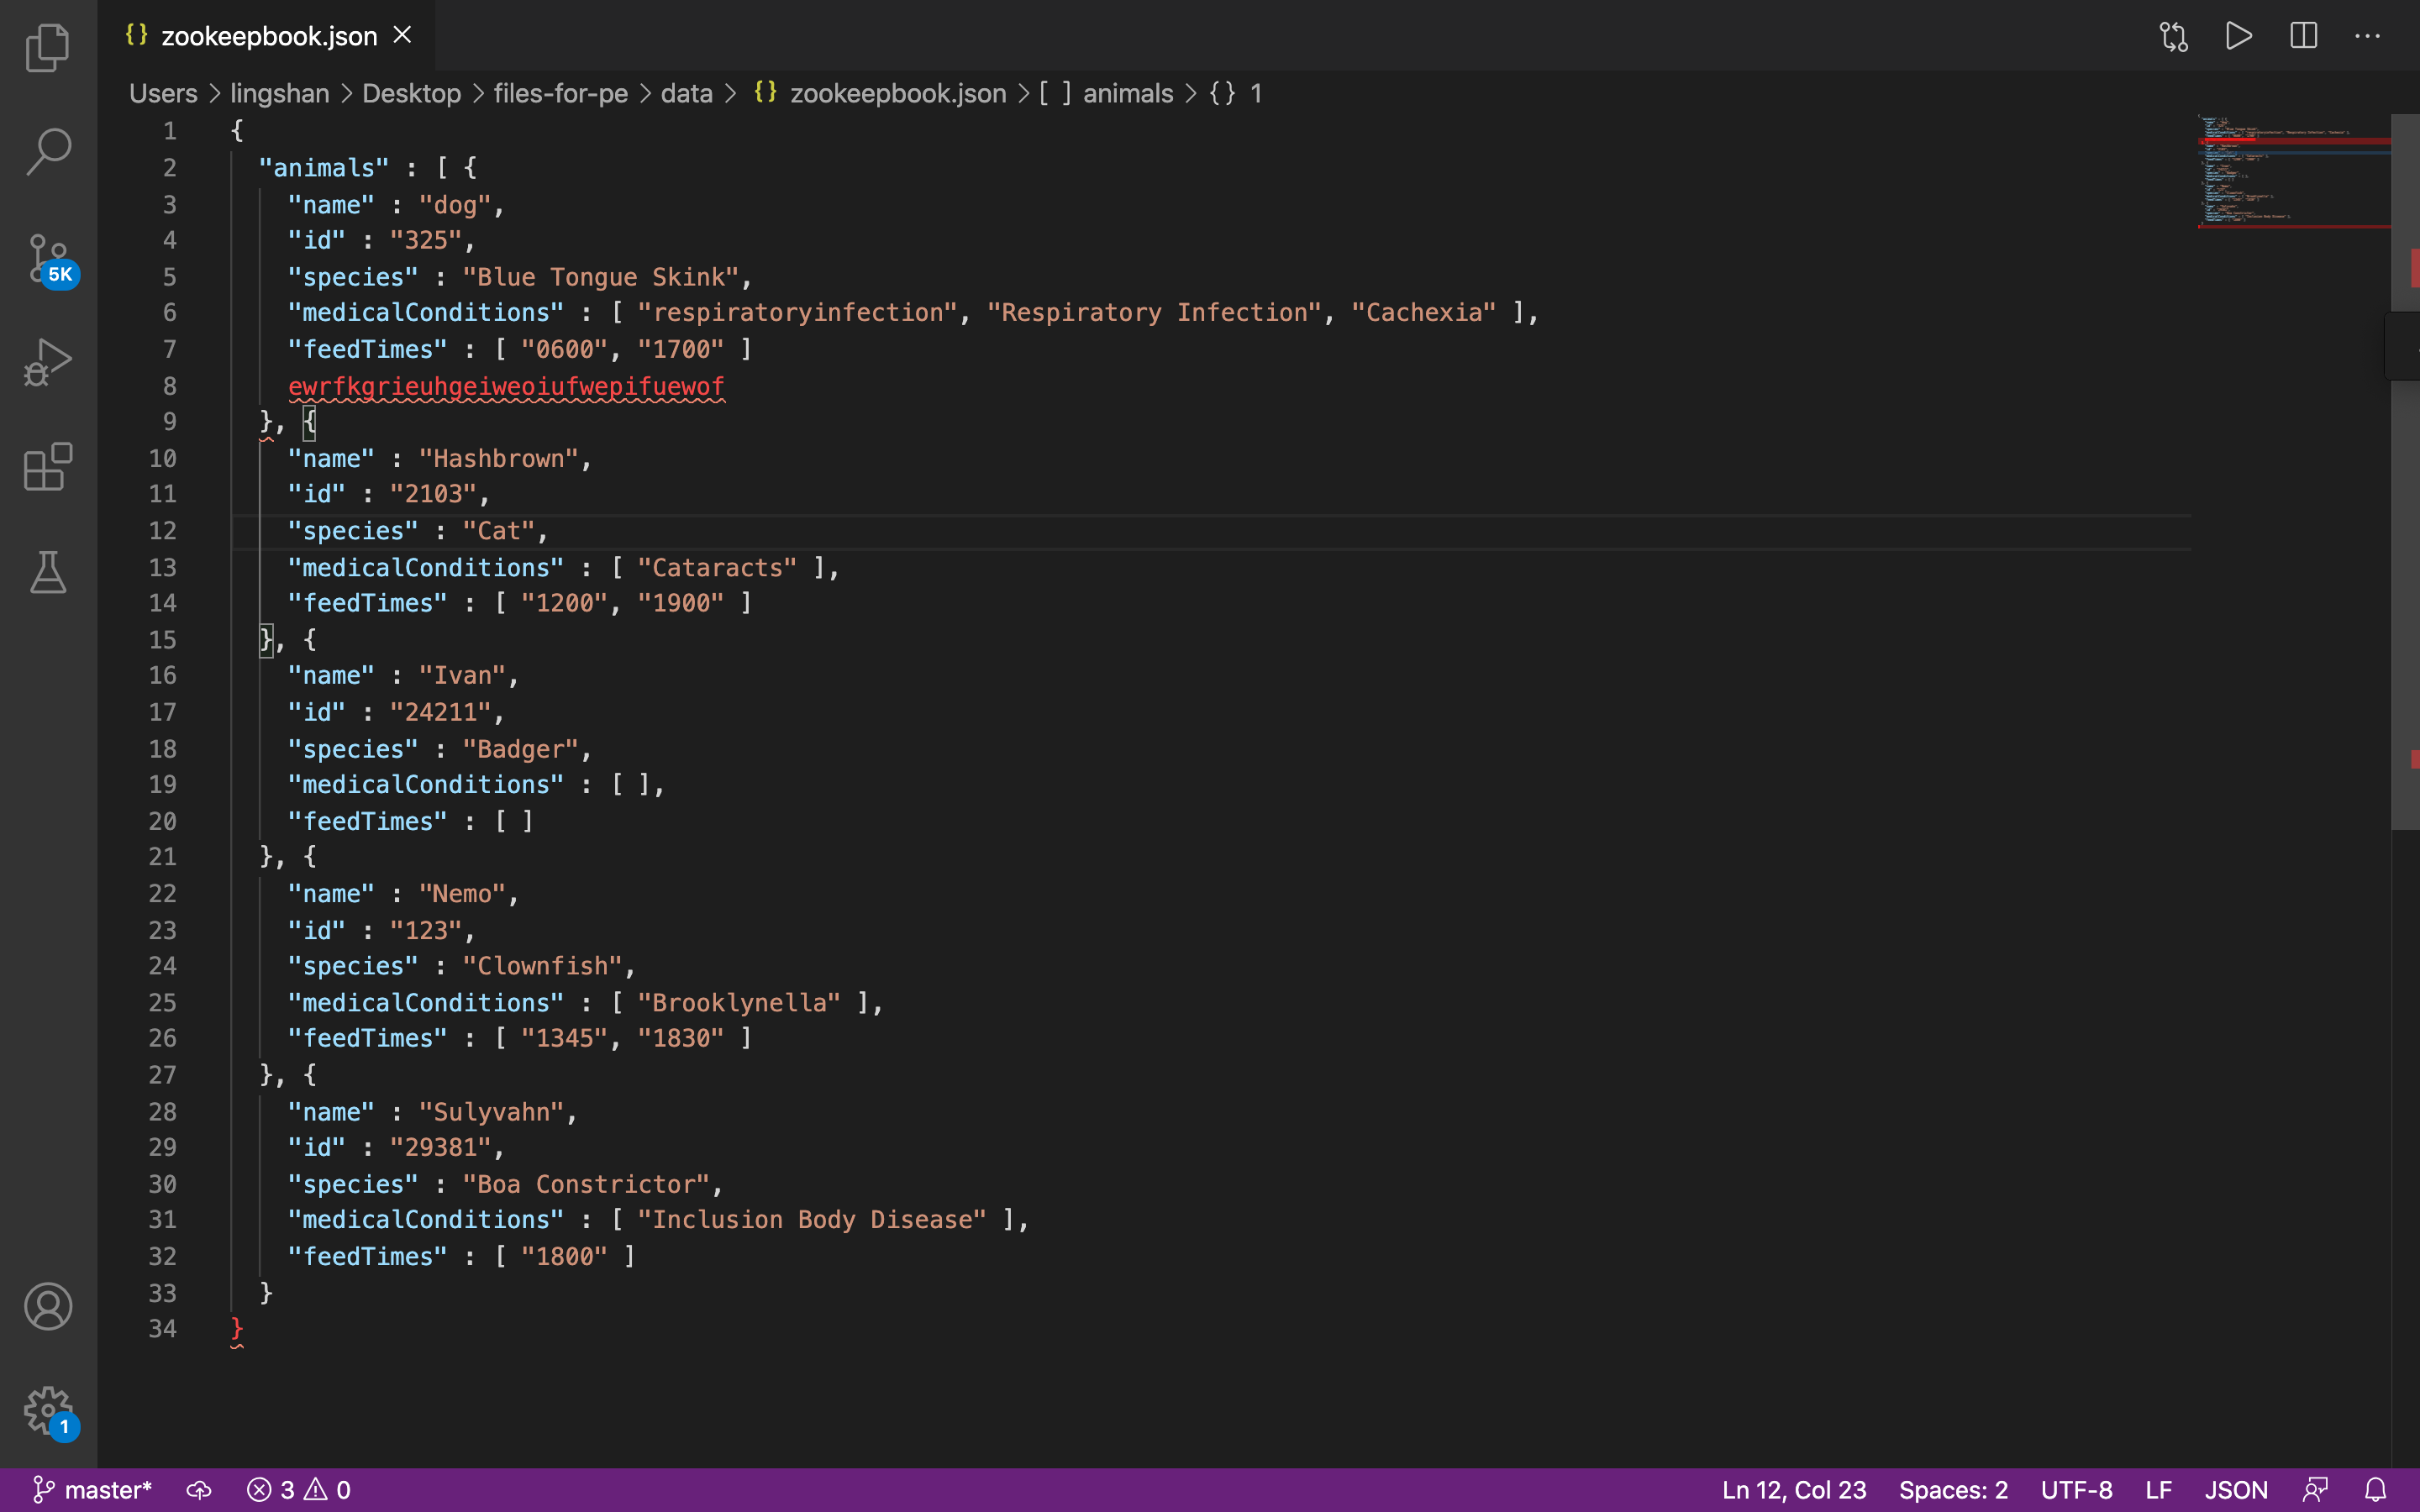 {} zookeepbook.json
Users > lingshan > Desktop > files-for-pe > data > {} zookeepbook.json > [ ] animals > {} 1
1 {
2 "animals" : [ {
3 "name" : "dog",
4 "id" : "325",
5 "species" : "Blue Tongue Skink",
6 "medicalConditions" : [ "respiratoryinfection", "Respiratory Infection", "Cachexia" ],
7 "feedTimes" : [ "0600", "1700" ]
8 ewrfkgrieuhgeiweoiufwepifuewof
9 }, {
10 "name" : "Hashbrown",
11 "id" : "2103",
12 "species" : "Cat",
13 "medicalConditions" : [ "Cataracts" ],
14 "feedTimes" : [ "1200", "1900" ]
15 }, {
16 "name" : "Ivan",
17 "id" : "24211",
18 "species" : "Badger",
19 "medicalConditions" : [ ],
20 "feedTimes" : [ ]
21 }, {
22 "name" : "Nemo",
23 "id" : "123",
24 "species" : "Clownfish",
25 "medicalConditions" : [ "Brooklynella" ],
26 "feedTimes" : [ "1345", "1830" ]
27 }, {
28 "name" : "Sulyvahn",
29 "id" : "29381",
30 "species" : "Boa Constrictor",
31 "medicalConditions" : [ "Inclusion Body Disease" ],
32 "feedTimes" : [ "1800" ]
33 }
34 }
5K
1
master* 3 0 Ln 12, Col 23 Spaces: 2 UTF-8 LF JSON